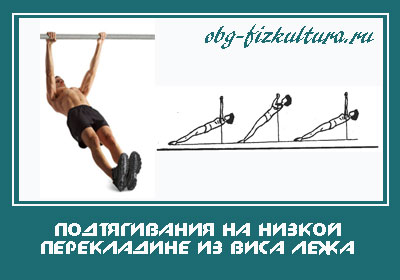 obg-fizkultura.ru
ПОДТЯГИВАНИЯ НА НИЗКОЙ
ПЕРЕКЛАДИНЕ ИЗ ВИСА ЛЕЖА